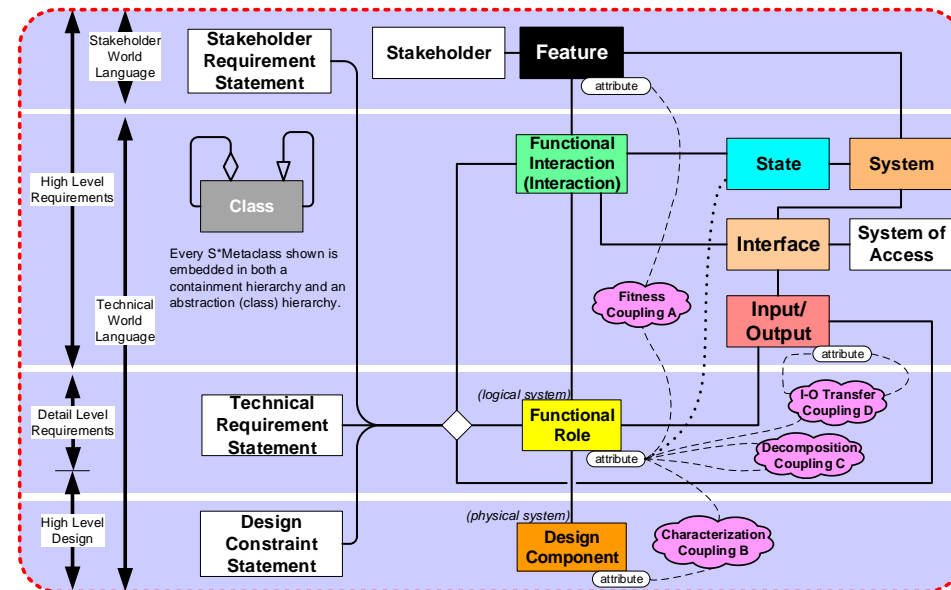 Stakeholder
World
Language
Stakeholder
Requirement
Statement
Stakeholder
Feature
attribute
High Level
Requirements
Class
Every S*Metaclass shown is
embedded in both a
containment hierarchy and an
abstraction (class) hierarchy.
Functional
Interaction
(Interaction)
State
System
Interface
System of
Access
Technical
World
Language
Fitness
Coupling A
Input/
Output
attribute
Detail Level
Requirements
Technical
Requirement
Statement
(logical system)
Functional
Role
attribute
I-O Transfer
Coupling D
Decomposition
Coupling C
High Level
Design
Design
Constraint
Statement
(physical system)
Design
Component
attribute
Characterization
Coupling B